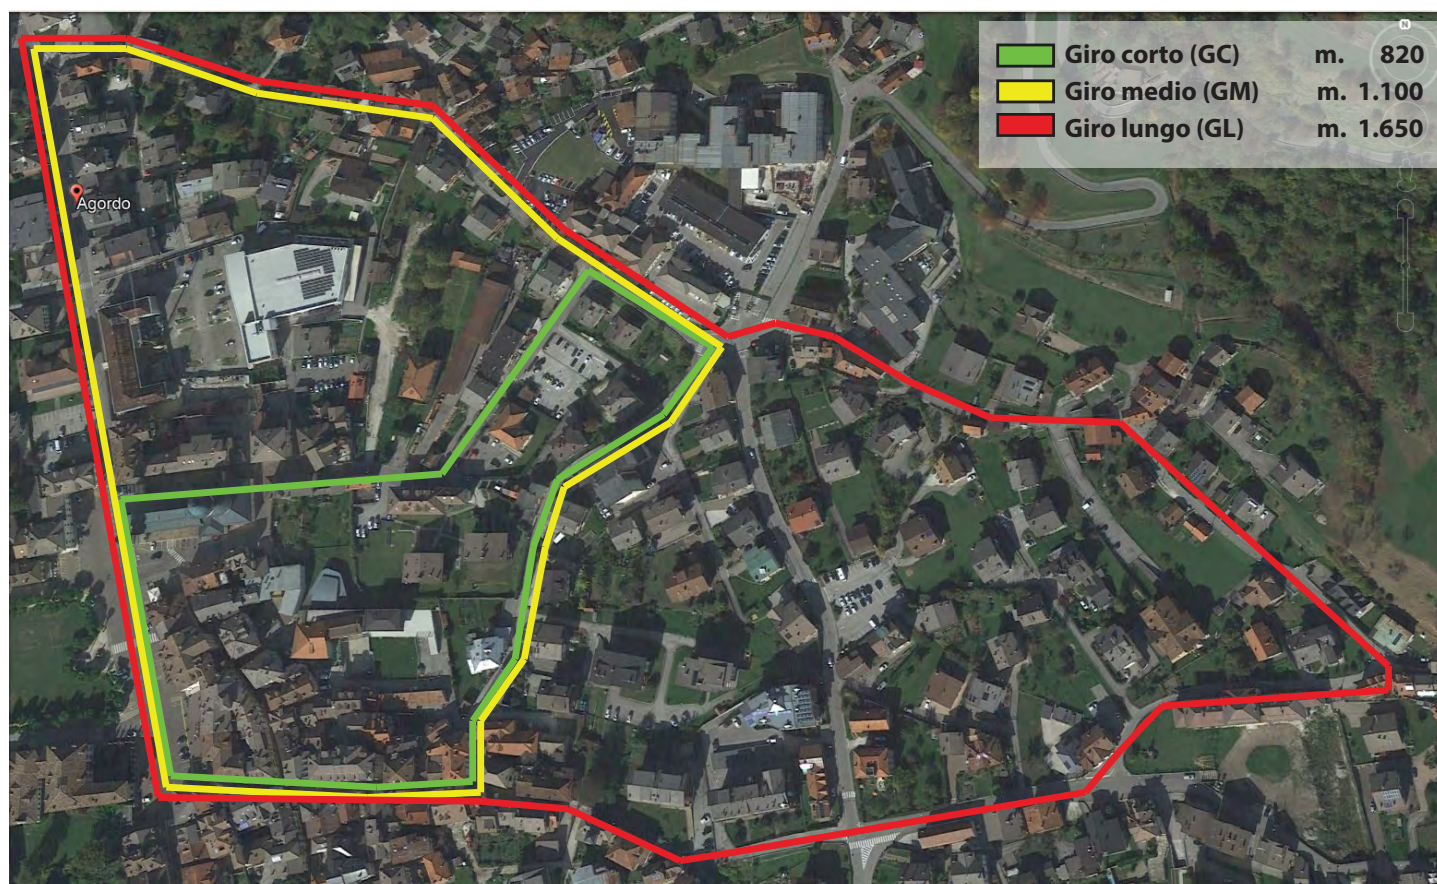 N
Giro corto (GC) m. 820
Giro medio (GM) m. 1.100
Giro lungo (GL) m. 1.650
Agordo